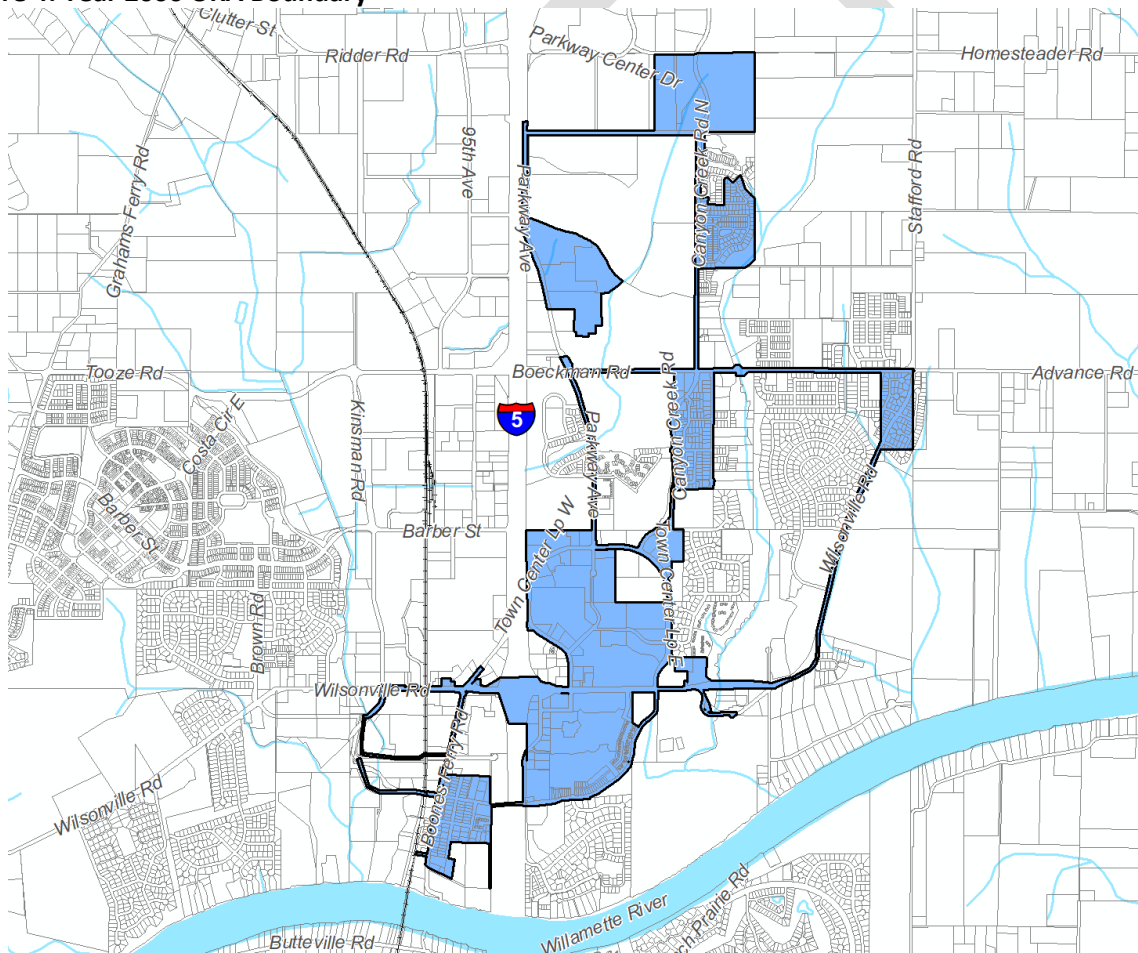 Clutter St
Ridder Rd
Parkway Center Dr
Homesteader Rd
Grahams Ferry Rd
95th Ave
Parkway Ave
Canyon Creek Rd N
Stafford Rd
Tooze Rd
Boeckman Rd
Advance Rd
Costa Cir E
Kinsman Rd
5
Parkway Ave
Canyon Creek Rd
Barber St
Barber St
Town Center Lp W
Town Center Lp E
Wilsonville Rd
Brown Rd
Wilsonville Rd
Boones Ferry Rd
Wilsonville Rd
Willamette River
Prairie Rd
Butteville Rd